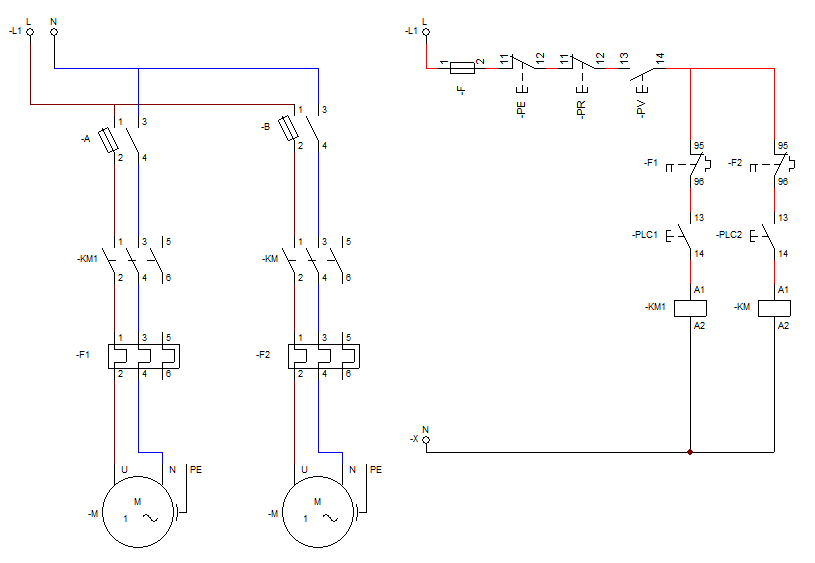 L N L
-L1 -L1
N
1 2 11 12 11 12 13 14
-F -PE -PR -PV
1 3 1 3
-A -B
2 4 2 4
95 95
-F1 -F2
96 96
13 13
-PLC1 -PLC2
14 14
1 3 5 1 3 5
-KM1 -KM
2 4 6 2 4 6
A1 A1
-KM1 -KM
A2 A2
1 3 5 1 3 5
-F1 -F2
2 4 6 2 4 6
N
-X
U N PE U N PE
M M
-M 1 -M 1